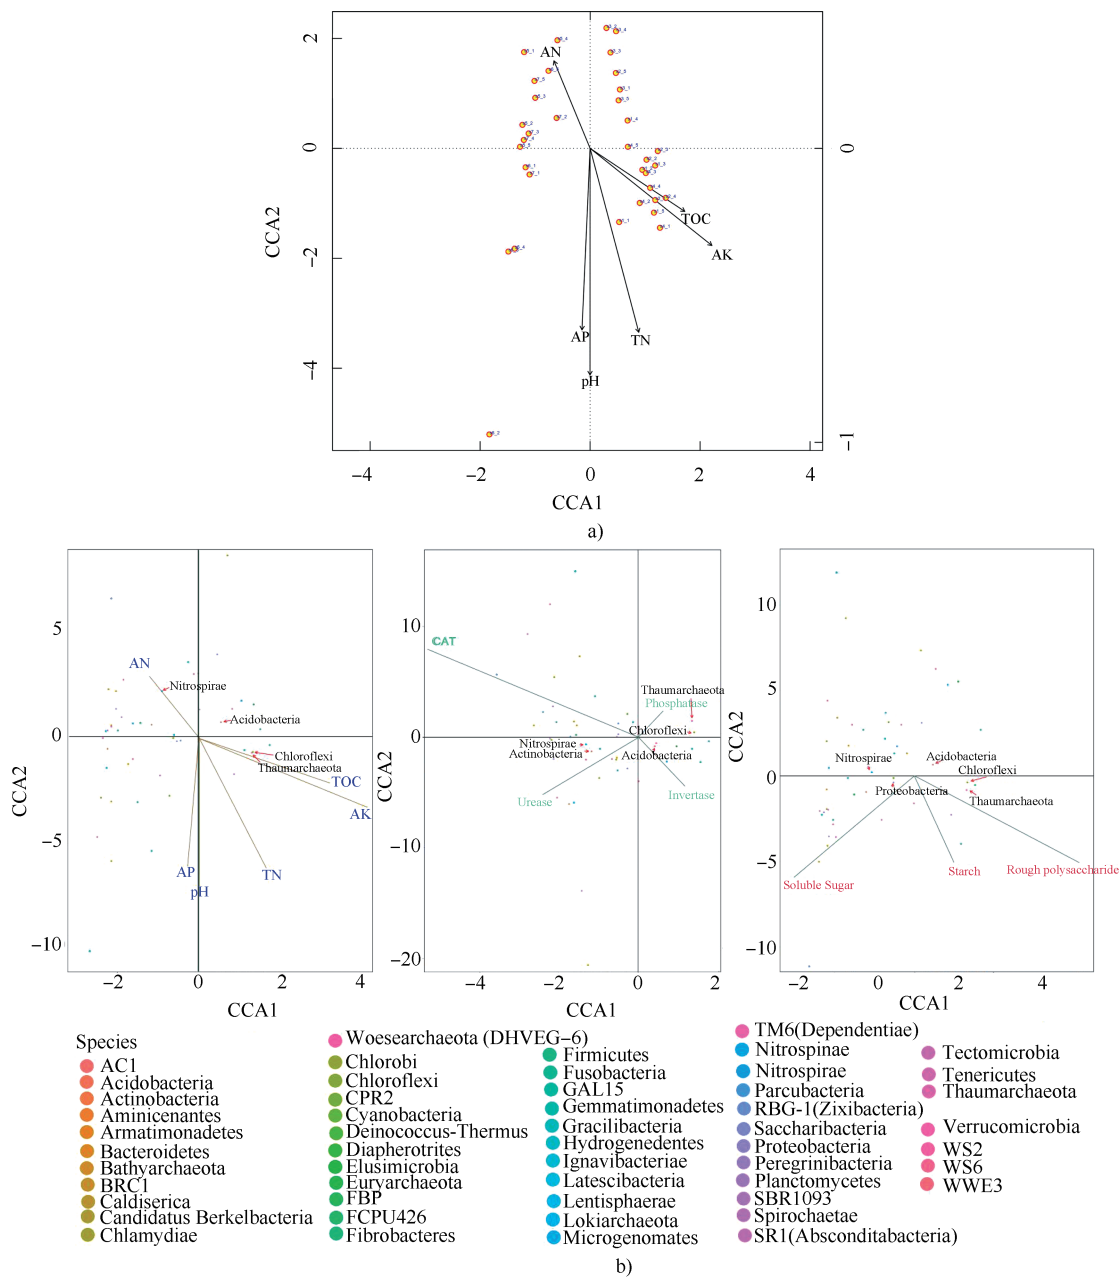 2
0
−2
−4
CCA2
AN
TOC
AK
AP
TN
pH
0
−1
−4
−2
0
2
4
CCA1
a)
5
0
−5
−10
CCA2
AN
Nitrospirae
Acidobacteria
Chloroflexi
Thaumarchaeota
TOC
AK
AP
pH
TN
−2
0
2
4
CCA1
10
0
−10
−20
CCA2
CAT
Thaumarchaeota
Phosphatase
Chloroflexi
Nitrospirae
Actinobacteria
Acidobacteria
Urease
Invertase
−4
−2
0
2
CCA1
10
5
0
−5
−10
CCA2
Nitrospirae
Acidobacteria
Chloroflexi
Proteobacteria
Thaumarchaeota
Soluble Sugar
Starch
Rough polysaccharide
−2
0
2
4
CCA1
Species
AC1
Acidobacteria
Actinobacteria
Aminicenantes
Armatimonadetes
Bacteroidetes
Bathyarchaeota
BRC1
Caldiserica
Candidatus Berkelbacteria
Chlamydiae
Woesearchaeota (DHVEG−6)
Chlorobi
Chloroflexi
CPR2
Cyanobacteria
Deinococcus-Thermus
Diapherotrites
Elusimicrobia
Euryarchaeota
FBP
FCPU426
Fibrobacteres
Firmicutes
Fusobacteria
GAL15
Gemmatimonadetes
Gracilibacteria
Hydrogenedentes
Ignavibacteriae
Latescibacteria
Lentisphaerae
Lokiarchaeota
Microgenomates
TM6(Dependentiae)
Nitrospinae
Nitrospirae
Parcubacteria
RBG-1(Zixibacteria)
Saccharibacteria
Proteobacteria
Peregrinibacteria
Planctomycetes
SBR1093
Spirochaetae
SR1(Absconditabacteria)
Tectomicrobia
Tenericutes
Thaumarchaeota
Verrucomicrobia
WS2
WS6
WWE3
b)